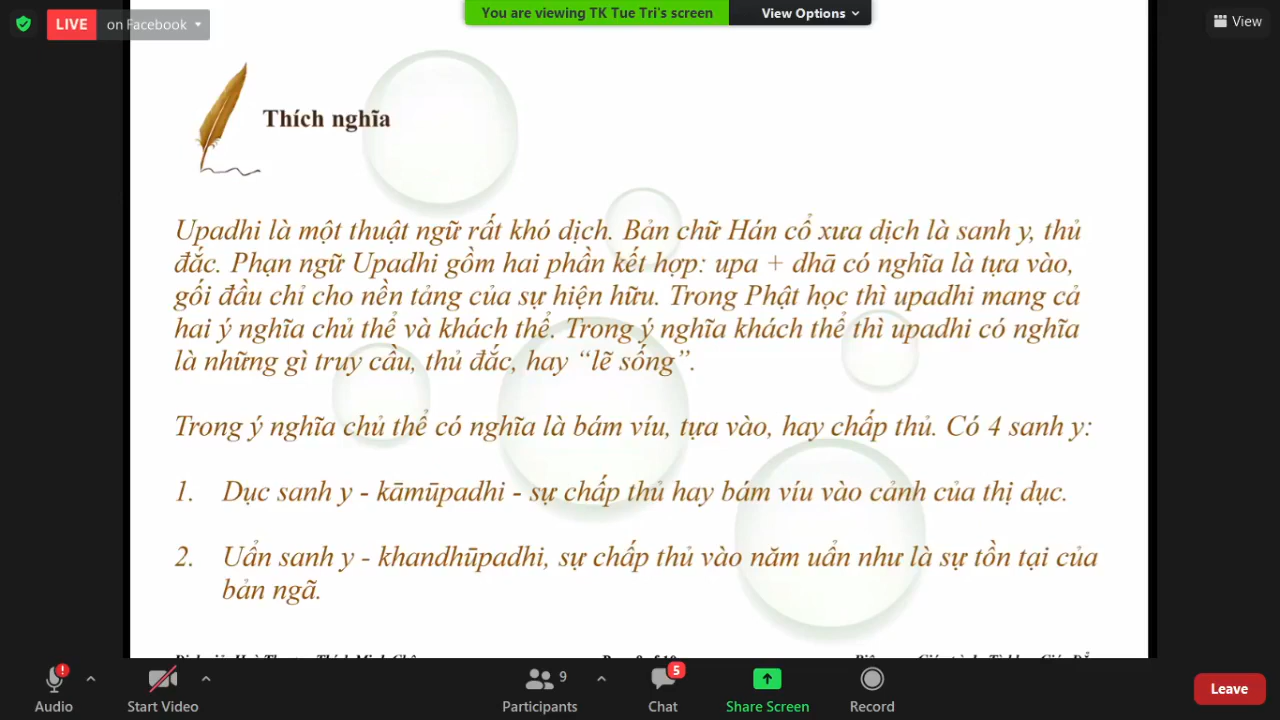 You are viewing TK Tue Tri's screen
View Options
LIVE
on Facebook
View
Thích nghĩa
Upadhi là một thuật ngữ rất khó dịch. Bản chữ Hán cổ xưa dịch là sanh y, thủ
đắc. Phạn ngữ Upadhi gồm hai phần kết hợp: upa + dhā có nghĩa là tựa vào,
gối đầu chỉ cho nền tảng của sự hiện hữu. Trong Phật học thì upadhi mang cả
hai ý nghĩa chủ thể và khách thể. Trong ý nghĩa khách thể thì upadhi có nghĩa
là những gì truy cầu, thủ đắc, hay “lẽ sống”.
Trong ý nghĩa chủ thể có nghĩa là bám víu, tựa vào, hay chấp thủ. Có 4 sanh y:
1. Dục sanh y - kāmūpadhi - sự chấp thủ hay bám víu vào cảnh của thị dục.
2. Uẩn sanh y - khandhūpadhi, sự chấp thủ vào năm uẩn như là sự tồn tại của
bản ngã.
9
5
Audio
Start Video
Participants
Chat
Share Screen
Record
Leave